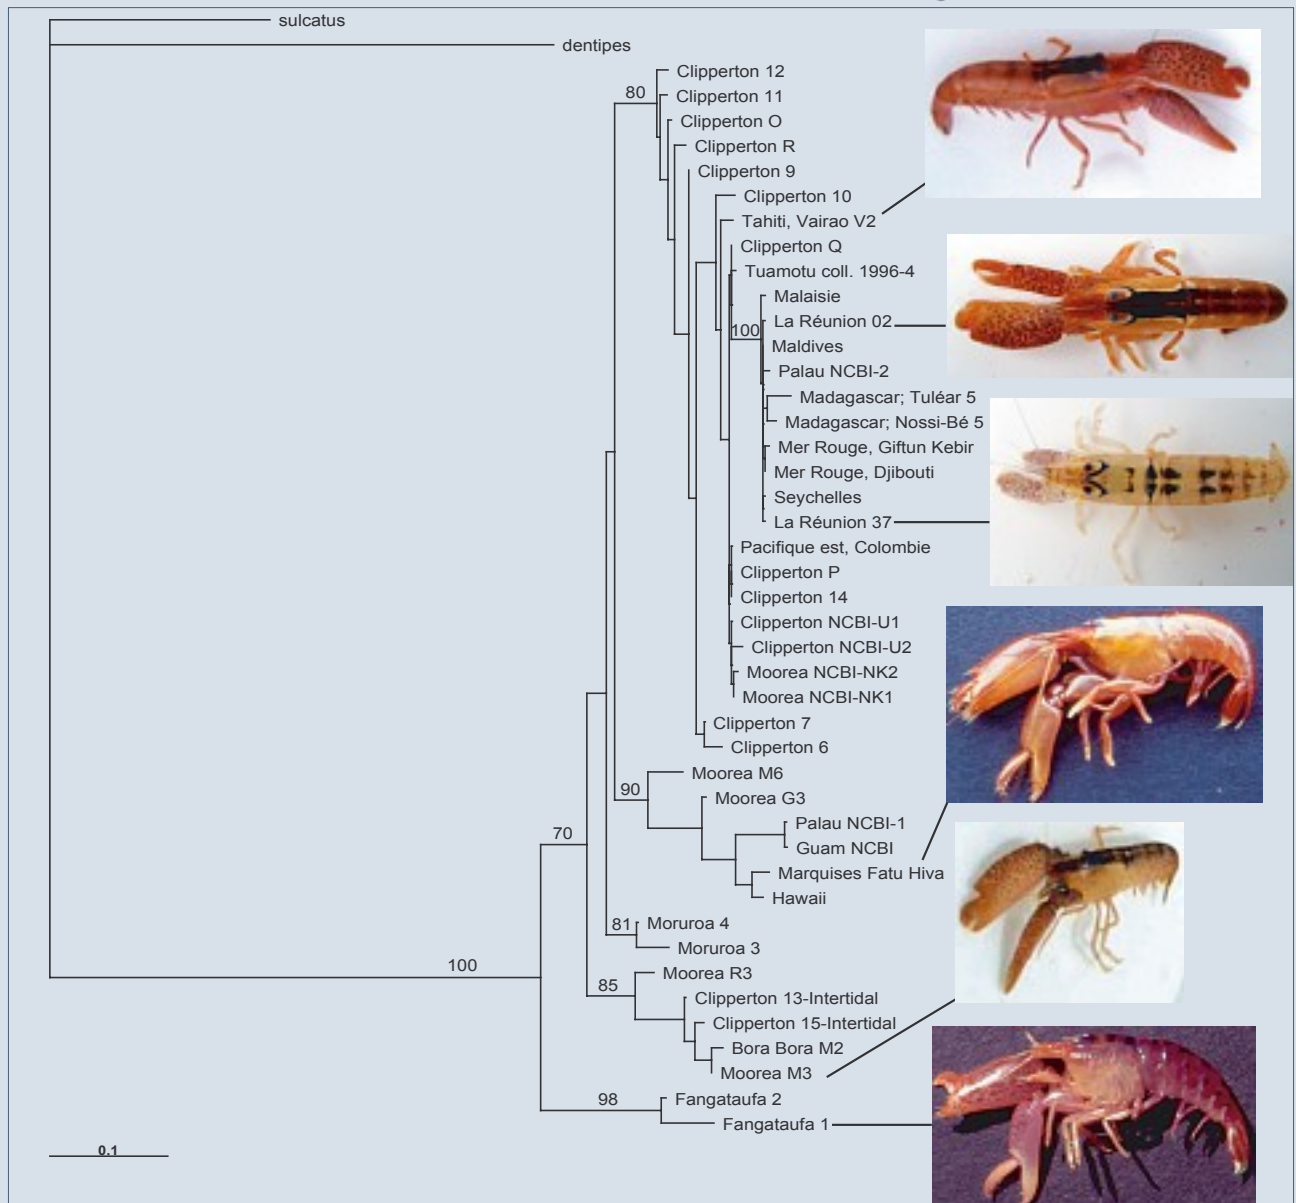 sulcatus
dentipes
Clipperton 12
80
Clipperton 11
Clipperton O
Clipperton R
Clipperton 9
Clipperton 10
Tahiti, Vairao V2
Clipperton Q
Tuamotu coll. 1996-4
Malaisie
La Réunion 02
100
Maldives
Palau NCBI-2
Madagascar; Tuléar 5
Madagascar; Nossi-Bé 5
Mer Rouge, Giftun Kebir
Mer Rouge, Djibouti
Seychelles
La Réunion 37
Pacifique est, Colombie
Clipperton P
Clipperton 14
Clipperton NCBI-U1
Clipperton NCBI-U2
Moorea NCBI-NK2
Moorea NCBI-NK1
Clipperton 7
Clipperton 6
Moorea M6
90
Moorea G3
Palau NCBI-1
70
Guam NCBI
Marquises Fatu Hiva
Hawaii
81
Moruroa 4
Moruroa 3
100
Moorea R3
85
Clipperton 13-Intertidal
Clipperton 15-Intertidal
Bora Bora M2
Moorea M3
98
Fangataufa 2
Fangataufa 1
0.1